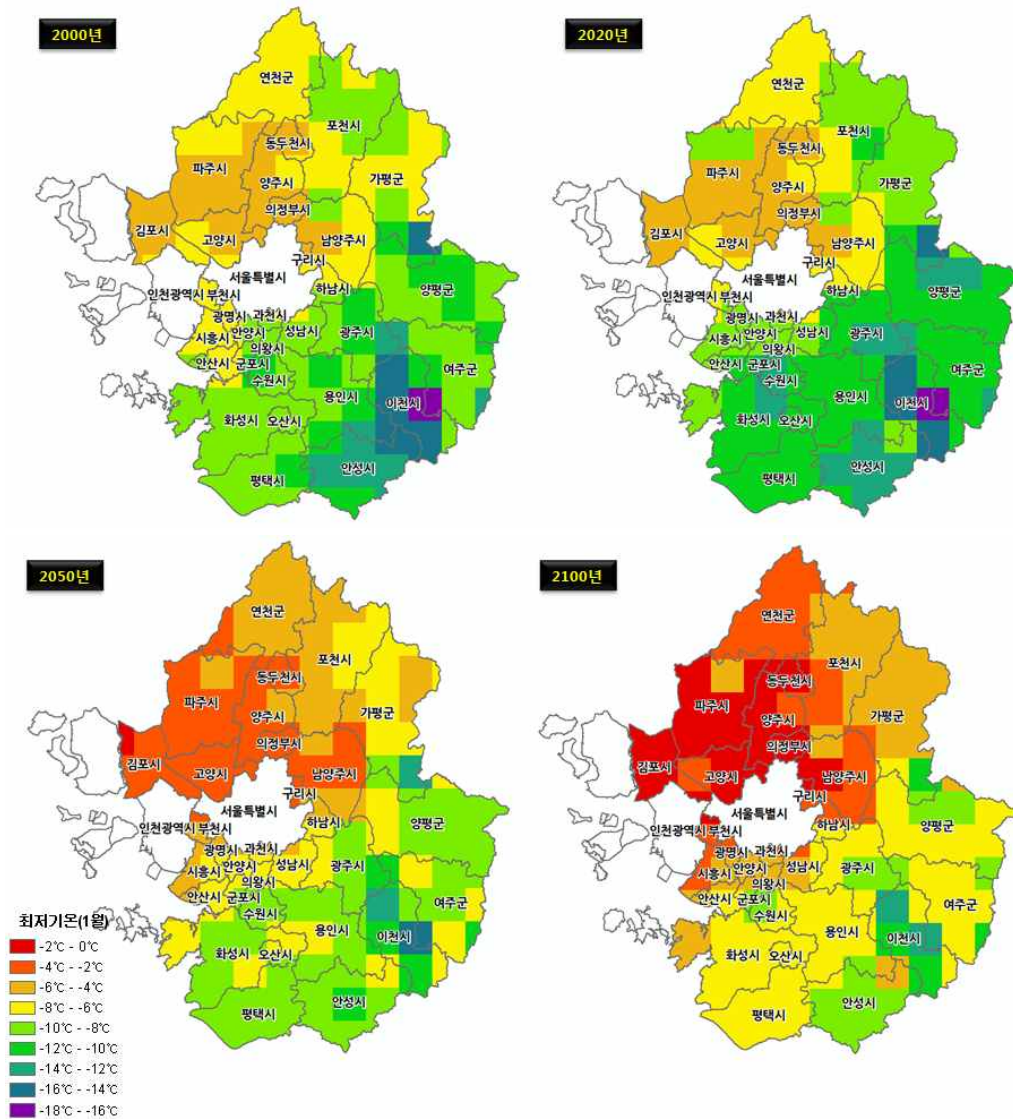 2000년
연천군
포천시
동두천시
파주시
양주시
가평군
의정부시
김포시
고양시
남양주시
구리시
서울특별시
하남시
양평군
인천광역시 부천시
광명시 과천시
시흥시 안양시 성남시 광주시
의왕시
안산시 군포시
수원시
여주군
용인시
이천시
화성시 오산시
안성시
평택시
2020년
연천군
포천시
동두천시
파주시
양주시
가평군
의정부시
김포시
고양시
남양주시
구리시
서울특별시
하남시
양평군
인천광역시 부천시
광명시 과천시
시흥시 안양시 성남시 광주시
의왕시
안산시 군포시
수원시
여주군
용인시
이천시
화성시 오산시
안성시
평택시
2050년
연천군
포천시
동두천시
파주시
양주시
가평군
의정부시
김포시
고양시
남양주시
구리시
서울특별시
하남시
양평군
인천광역시 부천시
광명시 과천시
시흥시 안양시 성남시 광주시
의왕시
안산시 군포시
수원시
여주군
용인시
이천시
화성시 오산시
안성시
평택시
최저기온(1월)
-2℃ - 0℃
-4℃ - -2℃
-6℃ - -4℃
-8℃ - -6℃
-10℃ - -8℃
-12℃ - -10℃
-14℃ - -12℃
-16℃ - -14℃
-18℃ - -16℃
2100년
연천군
포천시
동두천시
파주시
양주시
가평군
의정부시
김포시
고양시
남양주시
구리시
서울특별시
하남시
양평군
인천광역시 부천시
광명시 과천시
시흥시 안양시 성남시 광주시
의왕시
안산시 군포시
수원시
여주군
용인시
이천시
화성시 오산시
안성시
평택시